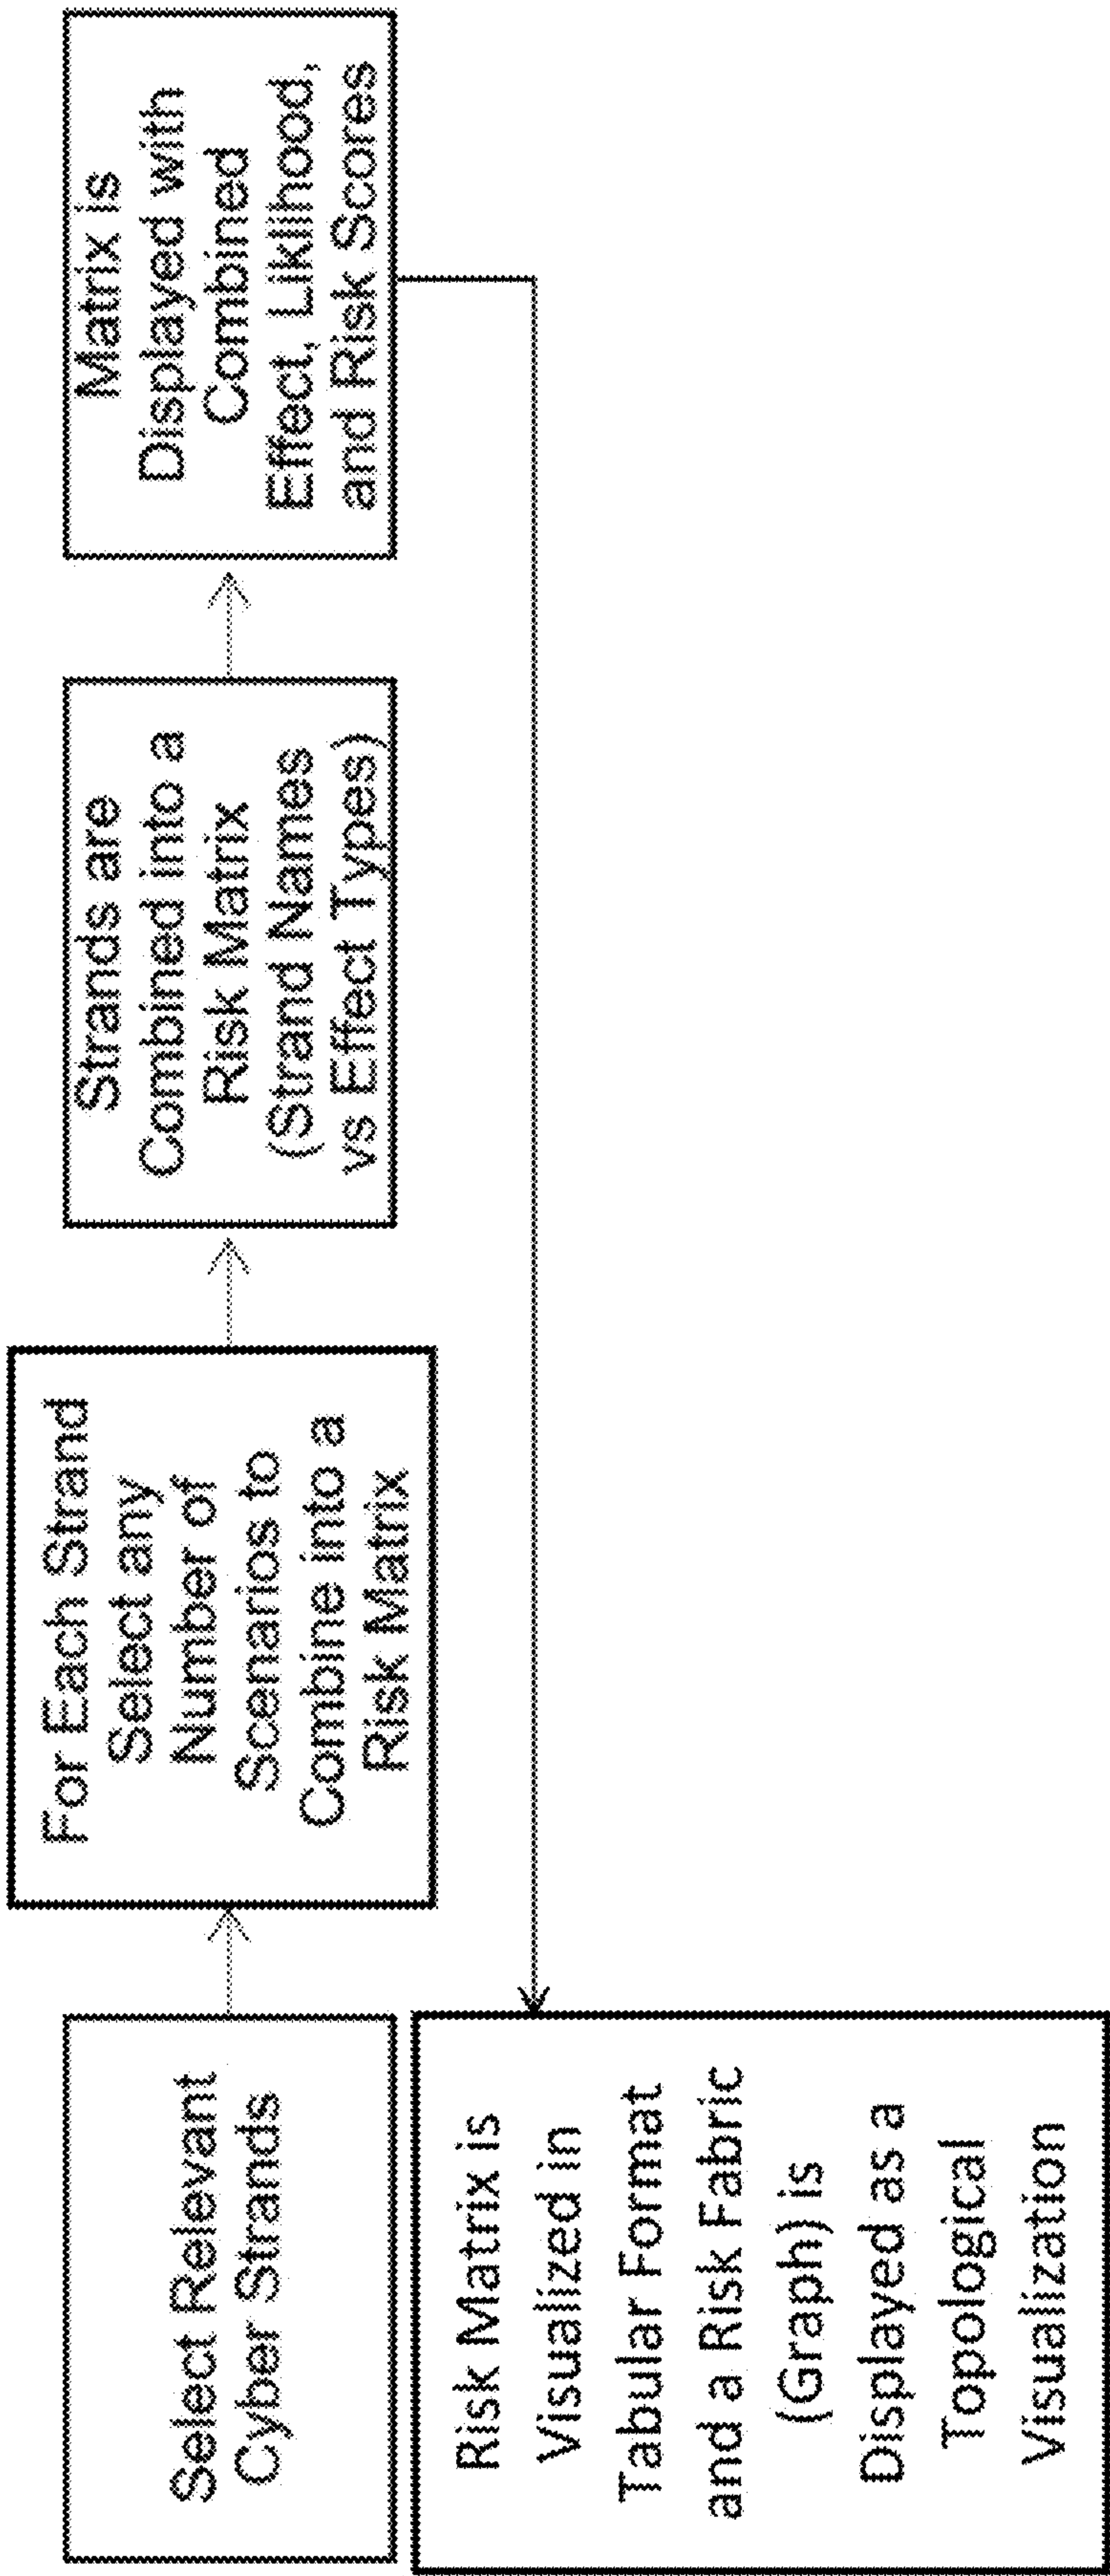 Select Relevant
Cyber Strands
For Each Strand
Select any
Number of
Scenarios to
Combine into a
Risk Matrix
Strands are
Combined into a
Risk Matrix
(Strand Names
vs Effect Types)
Matrix is
Displayed with
Combined
Effect, Liklihood,
and Risk Scores
Risk Matrix is
Visualized in
Tabular Format
and a Risk Fabric
(Graph) is
Displayed as a
Topological
Visualization